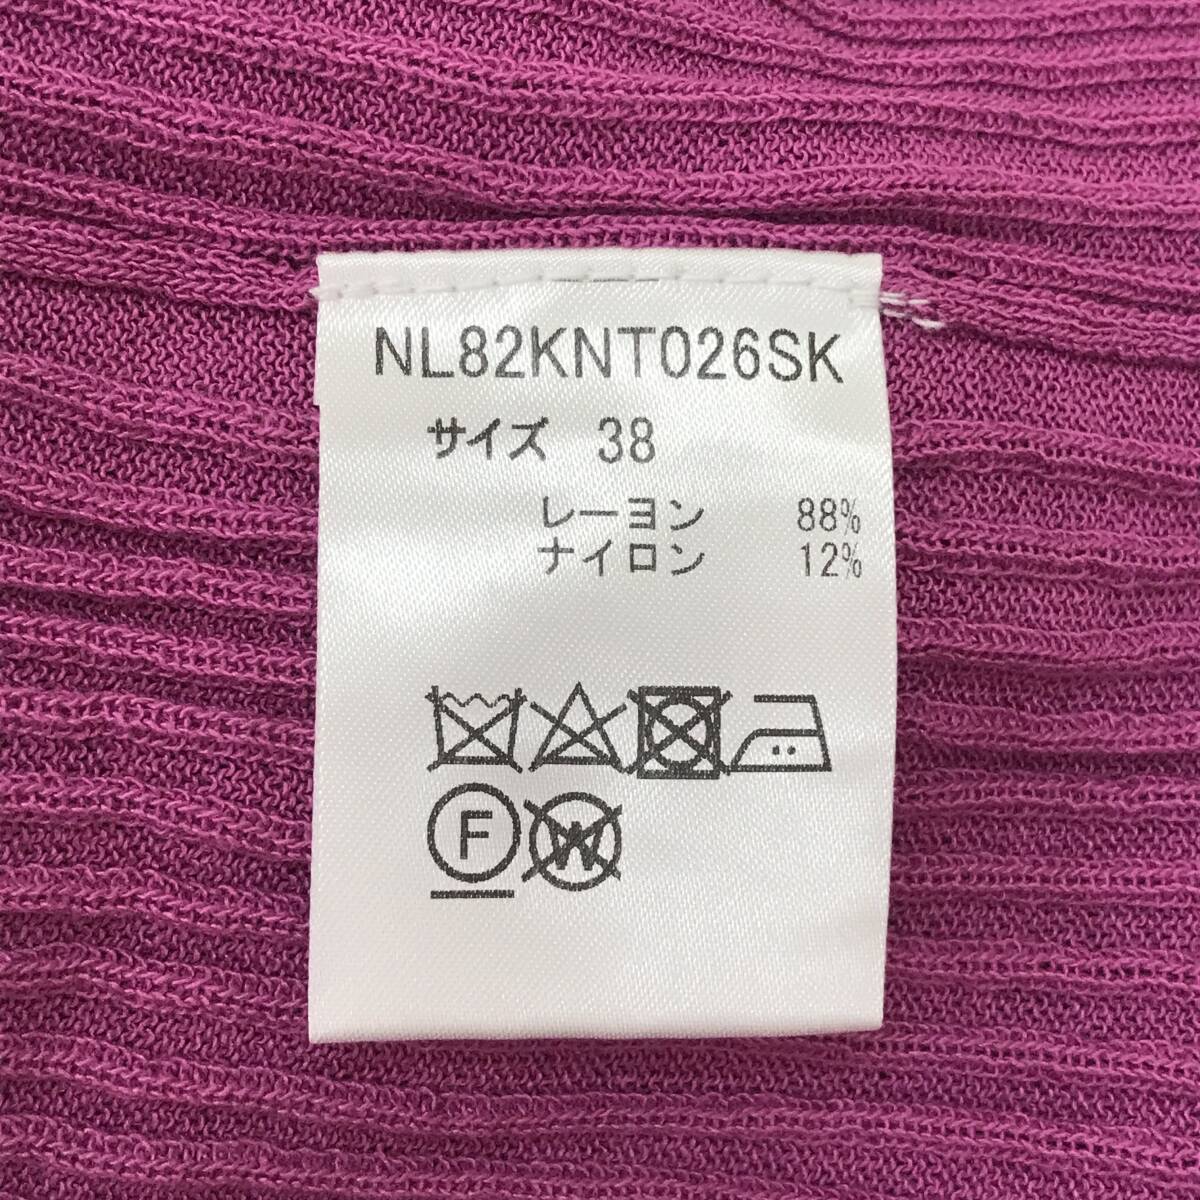 NL82KNT026SK
サイズ 38
レーヨン 88%
ナイロン 12%
F W